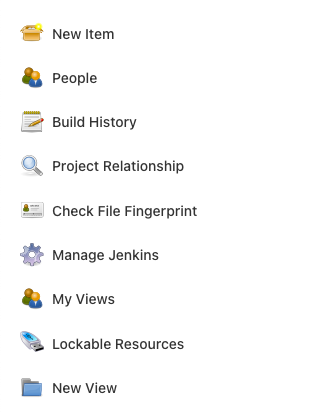 New Item
People
Build History
Project Relationship
Check File Fingerprint
Manage Jenkins
My Views
Lockable Resources
New View